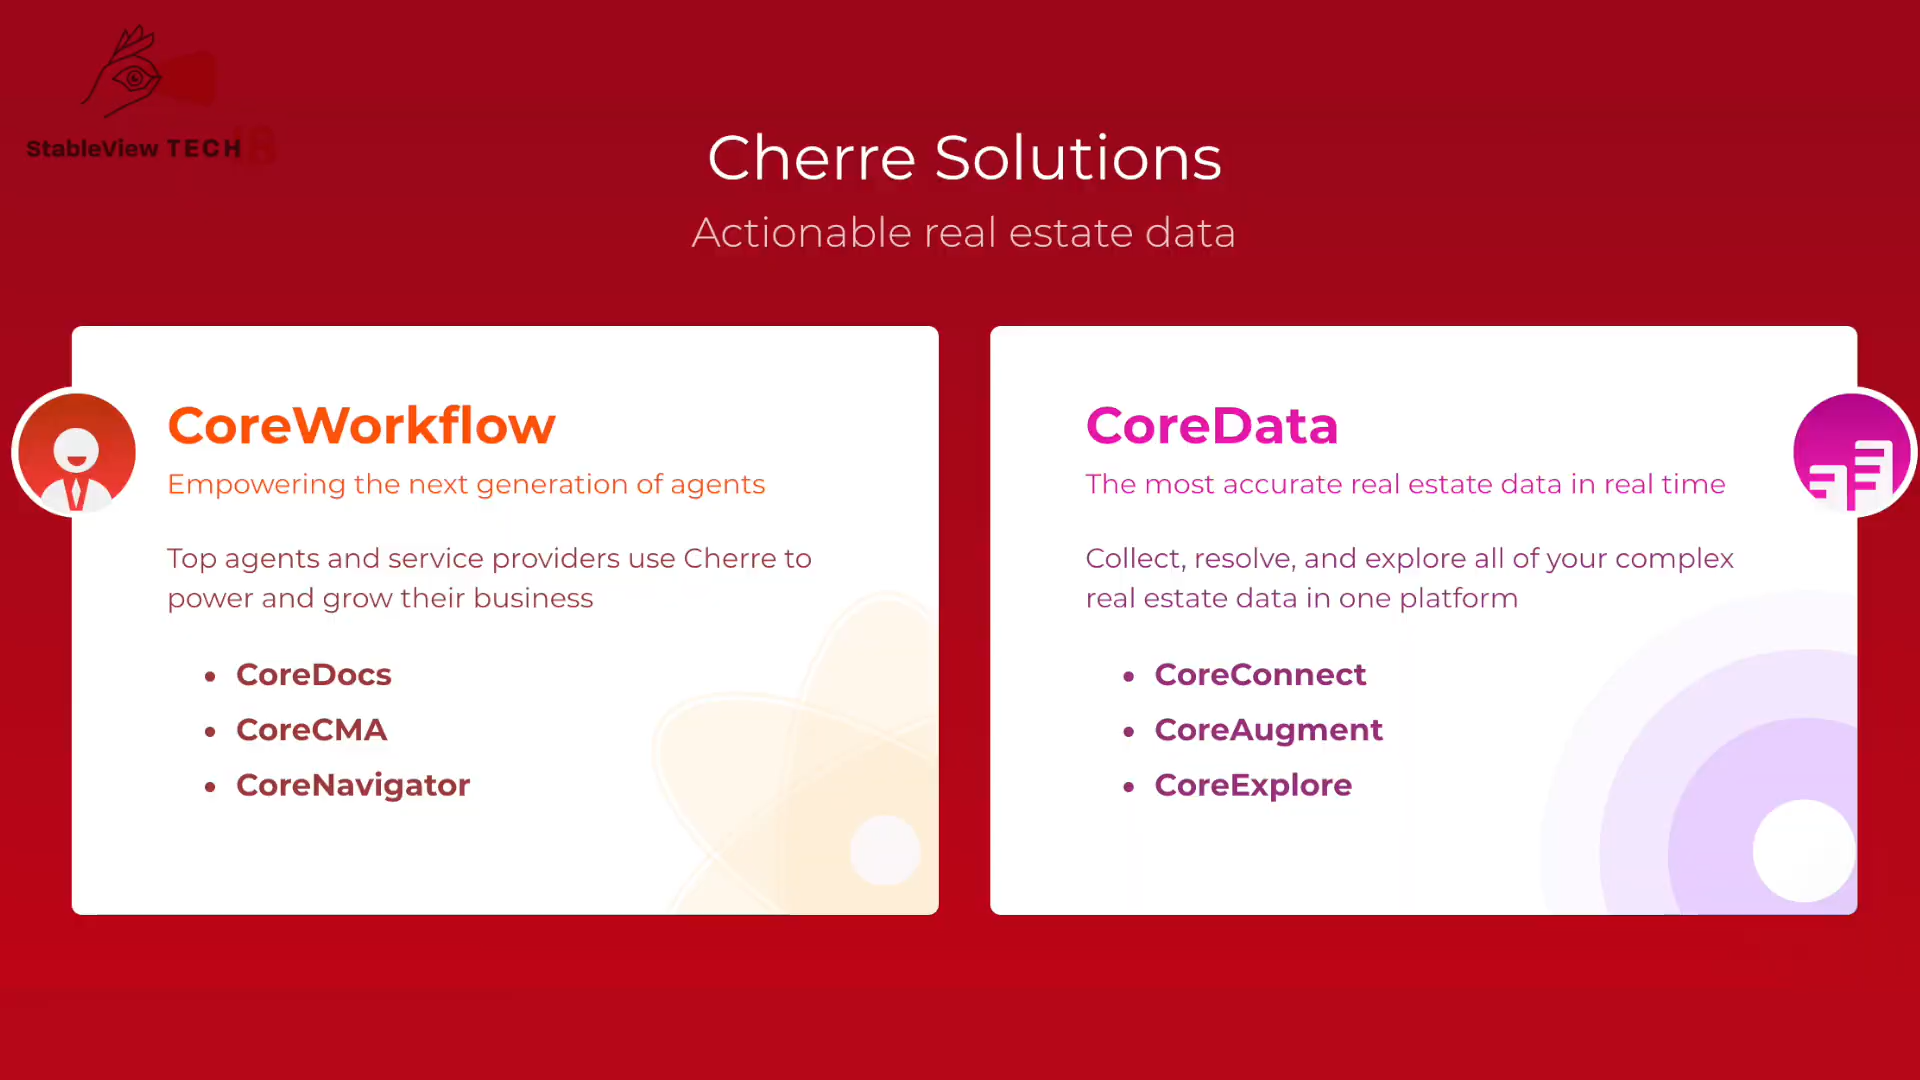 StableView TECH
Cherre Solutions
Actionable real estate data
CoreWorkflow
Empowering the next generation of agents
Top agents and service providers use Cherre to
power and grow their business
• CoreDocs
• CoreCMA
• CoreNavigator
CoreData
The most accurate real estate data in real time
Collect, resolve, and explore all of your complex
real estate data in one platform
• CoreConnect
• CoreAugment
• CoreExplore